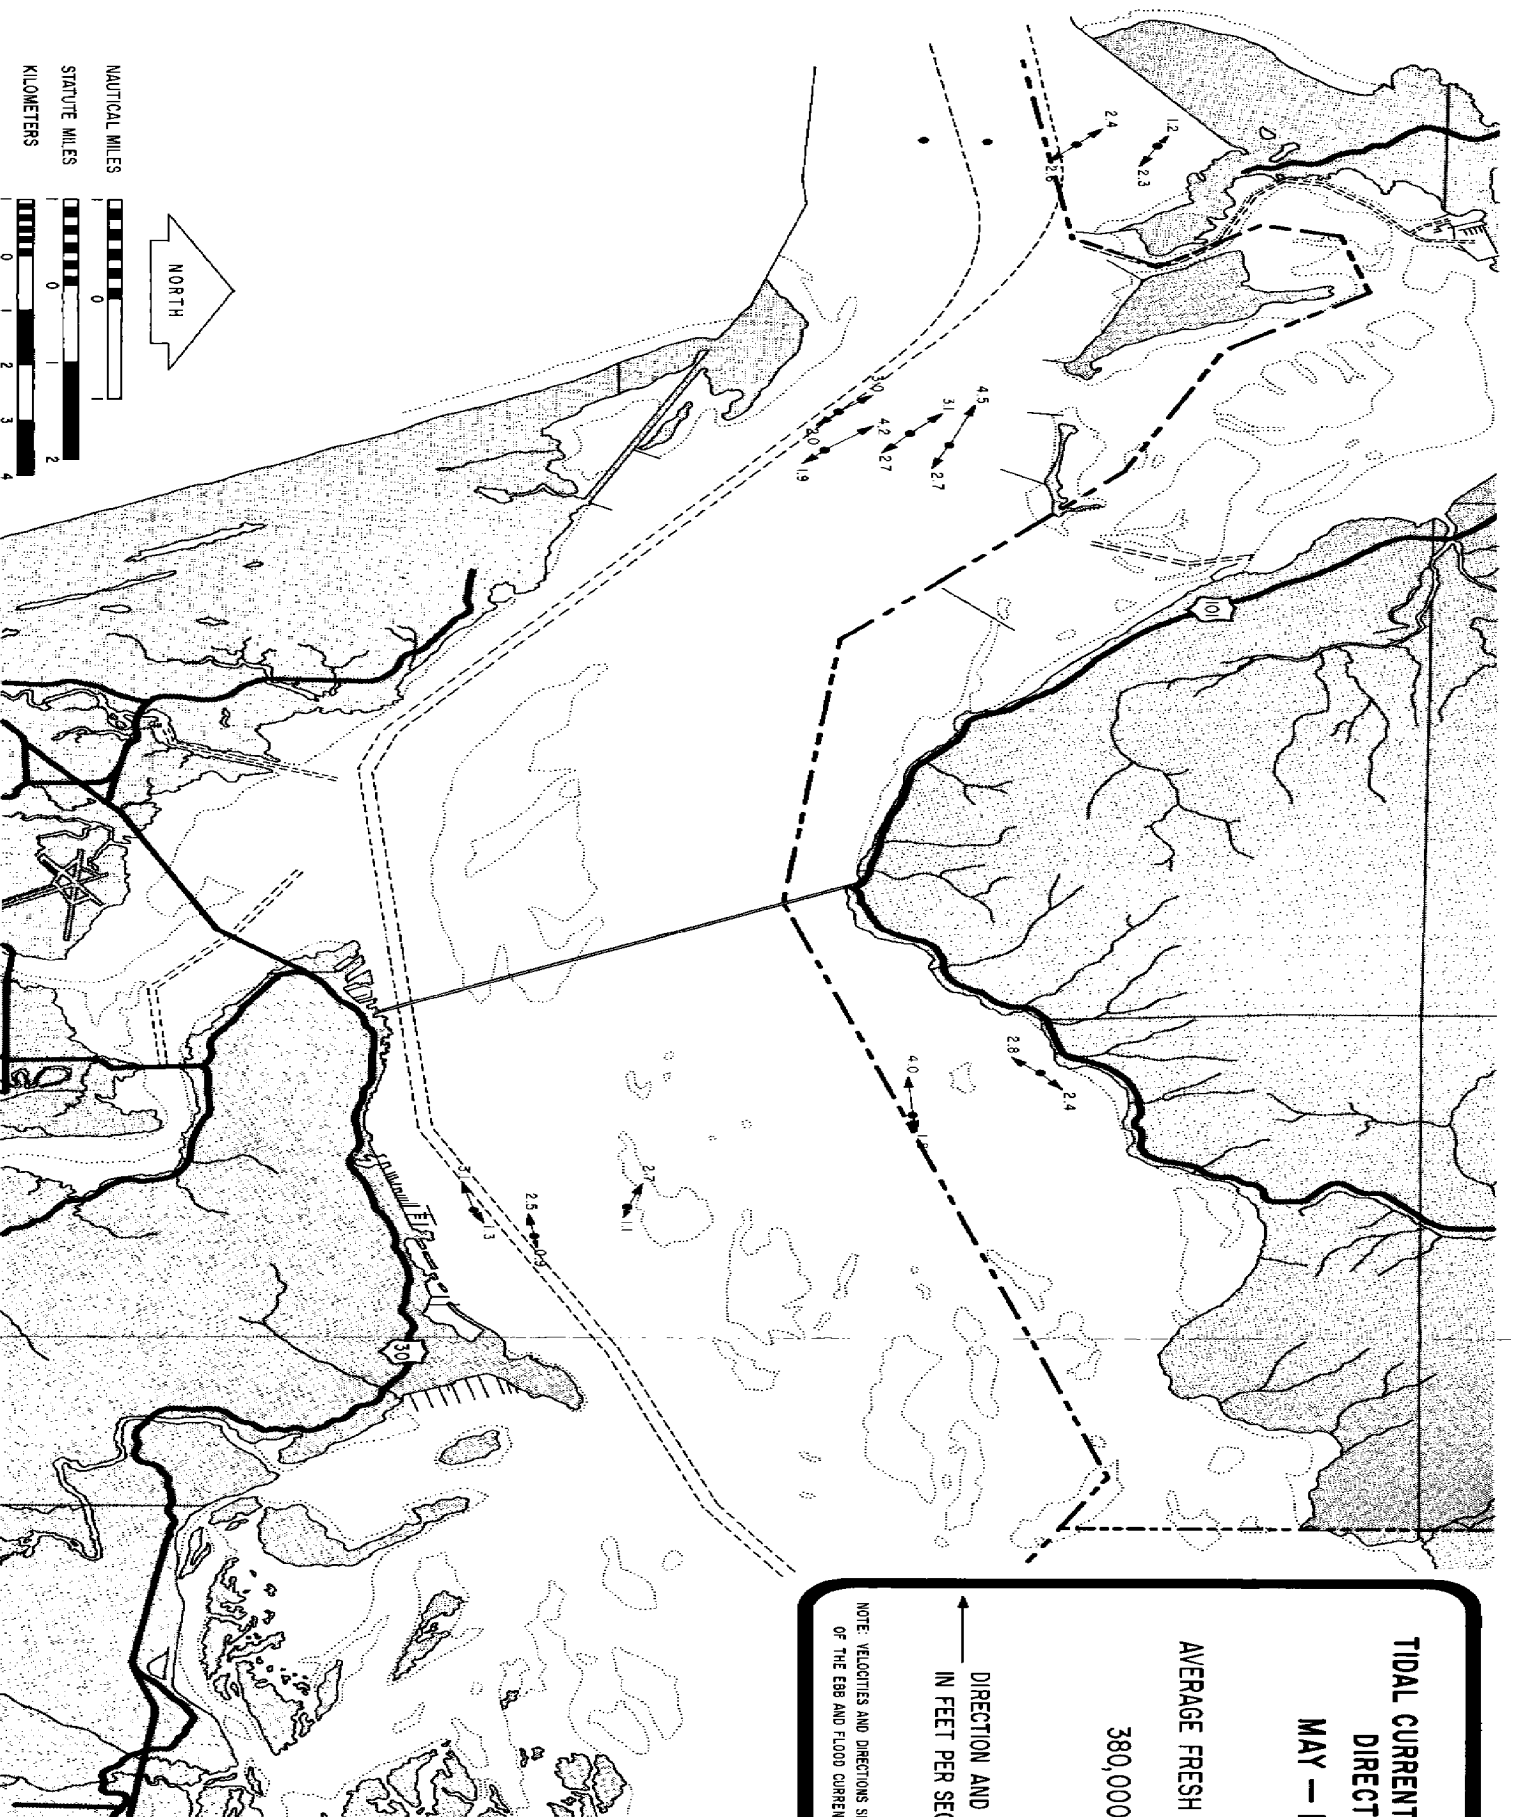 TIDAL CURRENT
DIRECT
MAY —
AVERAGE FRESH
380,000
DIRECTION AND
IN FEET PER SEC
NOTE: VELOCITIES AND DIRECTIONS
OF THE EBB AND FLOOD CURREN
2.4
2.6
1.2
2.3
3.0
2.0
4.2
1.9
3.1
2.7
4.5
2.7
101
2.8
2.4
4.0
2.7
1.1
2.5
0.9
1.3
30
NORTH
NAUTICAL MILES
1 0 1
STATUTE MILES
1 0 1 2
KILOMETERS
1 0 1 2 3 4